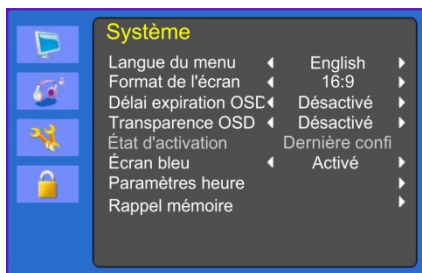 Système
Langue du menu English
Format de l'écran 16:9
Délai expiration OSD Désactivé
Transparence OSD Désactivé
État d'activation Dernière confi
Écran bleu Activé
Paramètres heure
Rappel mémoire